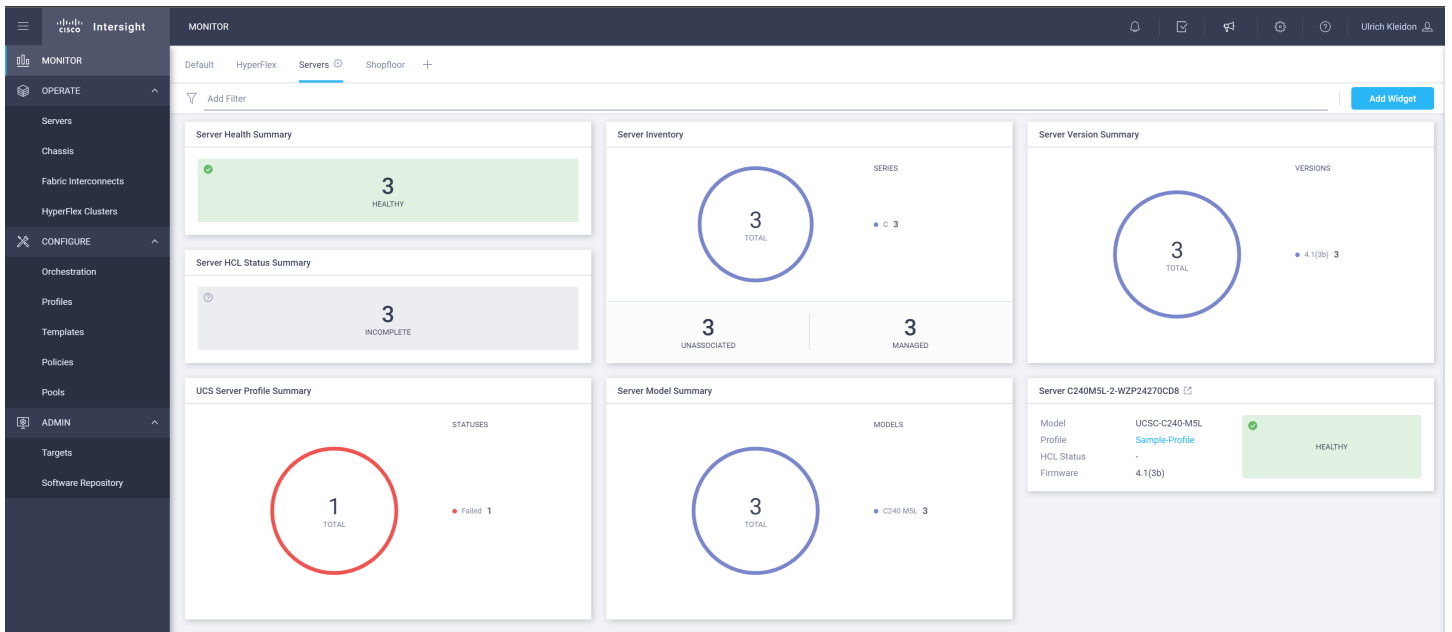 CISCO Intersight
MONITOR
Ulrich Kleidon
MONITOR
OPERATE
Servers
Chassis
Fabric Interconnects
HyperFlex Clusters
CONFIGURE
Orchestration
Profiles
Templates
Policies
Pools
ADMIN
Targets
Software Repository
Default HyperFlex Servers Shopfloor +
Add Filter
Add Widget
Server Health Summary
3
HEALTHY
Server HCL Status Summary
3
INCOMPLETE
Server Inventory
3
TOTAL
SERIES
C 3
3
UNASSOCIATED
3
MANAGED
Server Version Summary
3
TOTAL
VERSIONS
4.1(3b) 3
UCS Server Profile Summary
1
TOTAL
STATUSES
Failed 1
Server Model Summary
3
TOTAL
MODELS
C240 M5L 3
Server C240M5L-2-WZP24270CD8
Model UCSC-C240-M5L
Profile Sample-Profile
HCL Status -
Firmware 4.1(3b)
HEALTHY